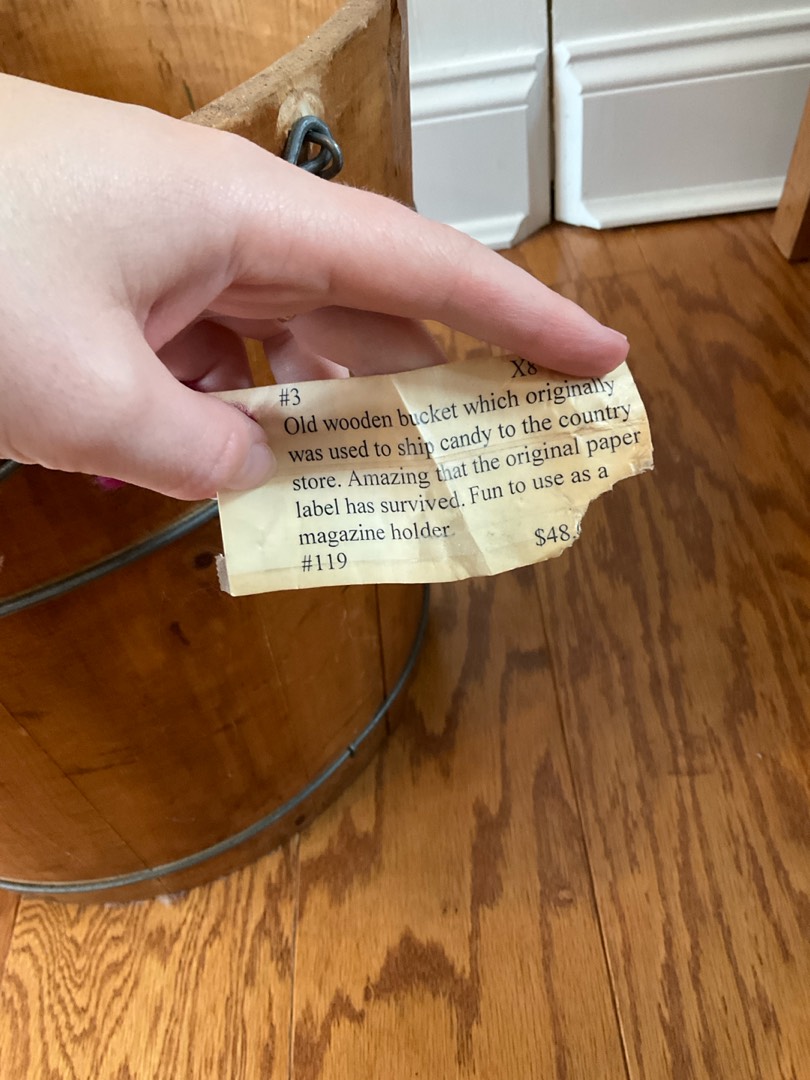 #3 X8
Old wooden bucket which originally
was used to ship candy to the country
store. Amazing that the original paper
label has survived. Fun to use as a
magazine holder. $48.
#119